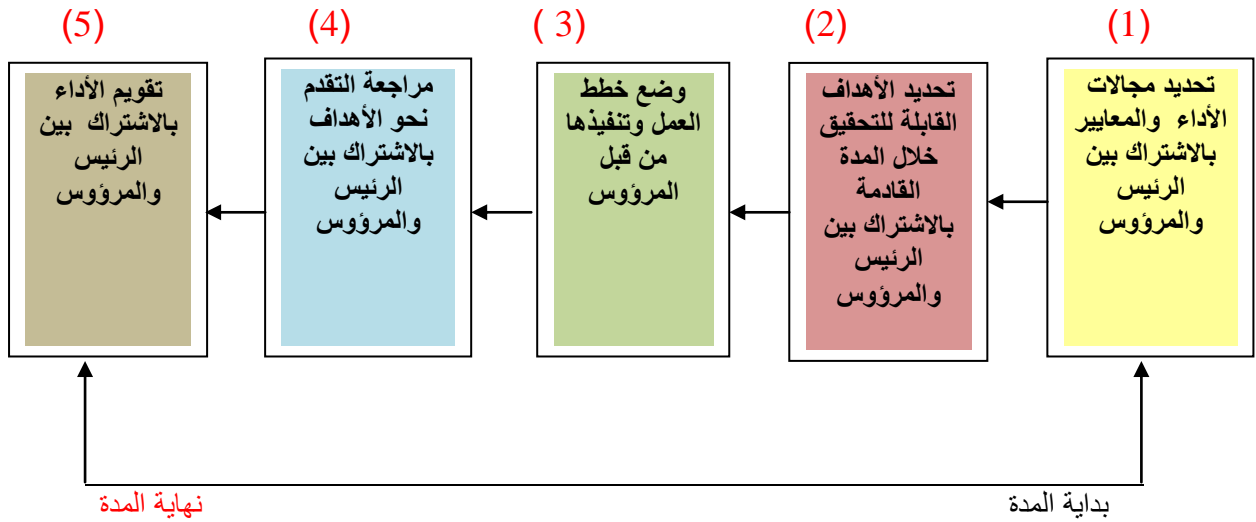 (1)
تحديد مجالات
الأداء والمعايير
بالاشتراك بين
الرئيس
والمرؤوس
(2)
تحديد الأهداف
القابلة للتحقيق
خلال المدة
القادمة
بالاشتراك بين
الرئيس
والمرؤوس
( 3)
وضع خطط
العمل وتنفيذها
من قبل
المرؤوس
(4)
مراجعة التقدم
نحو الأهداف
بالاشتراك بين
الرئيس
والمرؤوس
(5)
تقويم الأداء
بالاشتراك بين
الرئيس
والمرؤوس
بداية المدة
نهاية المدة